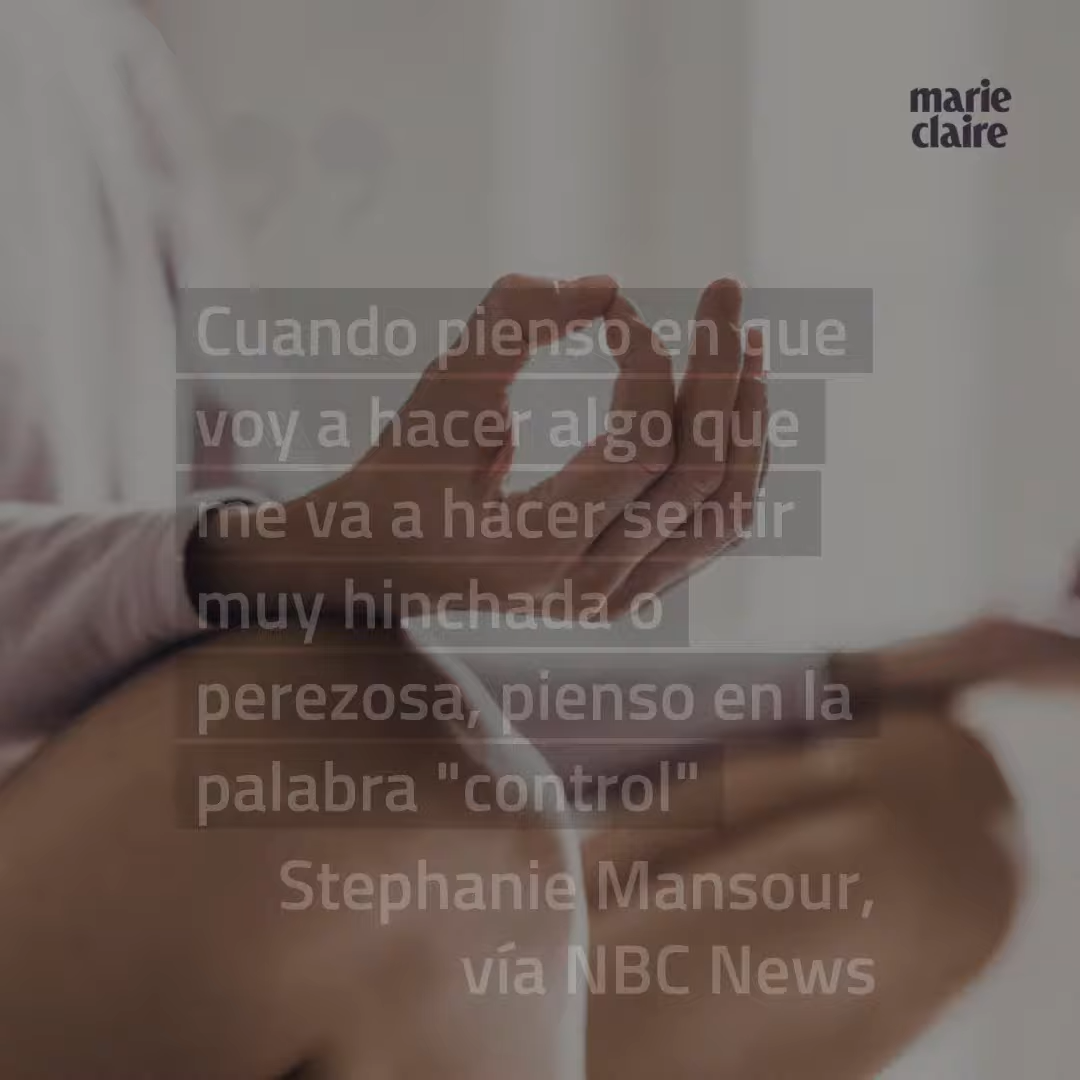 marie
claire
Cuando pienso en que
voy a hacer algo que
me va a hacer sentir
muy hinchada o
perezosa, pienso en la
palabra "control"
Stephanie Mansour,
vía NBC News